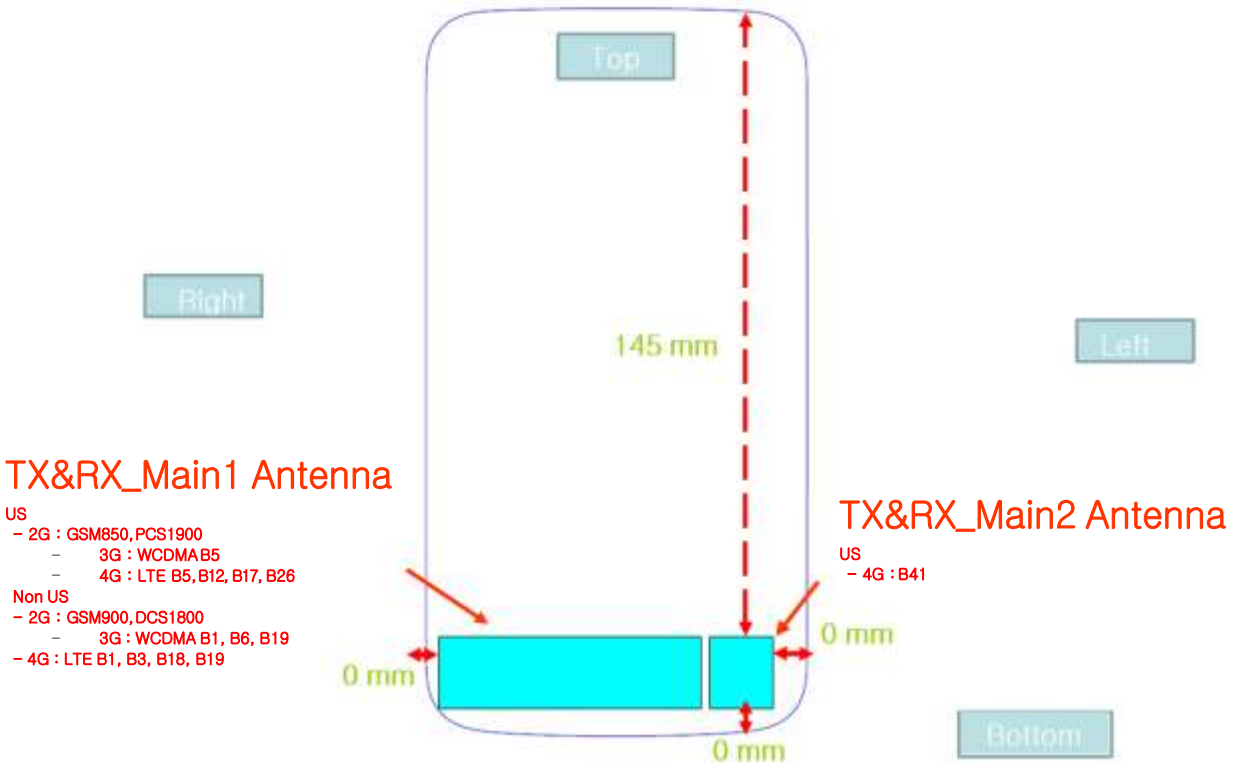 Top
Right
Left
145 mm
TX&RX_Main1 Antenna
US
- 2G : GSM850, PCS1900
- 3G : WCDMA B5
- 4G : LTE B5, B12, B17, B26
Non US
- 2G : GSM900, DCS1800
- 3G : WCDMA B1, B6, B19
- 4G : LTE B1, B3, B18, B19
TX&RX_Main2 Antenna
US
- 4G : B41
0 mm
0 mm
0 mm
Bottom